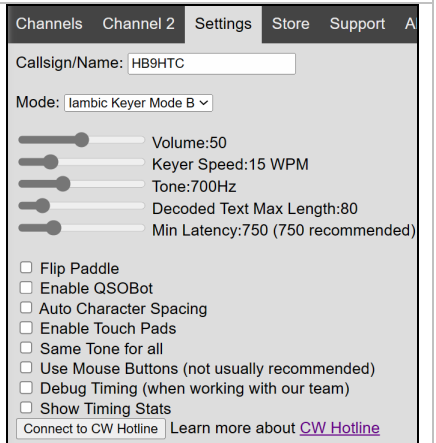 Channels Channel 2 Settings Store Support
Callsign/Name: HB9HTC
Mode: Iambic Keyer Mode B
Volume:50
Keyer Speed:15 WPM
Tone:700Hz
Decoded Text Max Length:80
Min Latency:750 (750 recommended)
Flip Paddle
Enable QSOBot
Auto Character Spacing
Enable Touch Pads
Same Tone for all
Use Mouse Buttons (not usually recommended)
Debug Timing (when working with our team)
Show Timing Stats
Connect to CW Hotline Learn more about CW Hotline